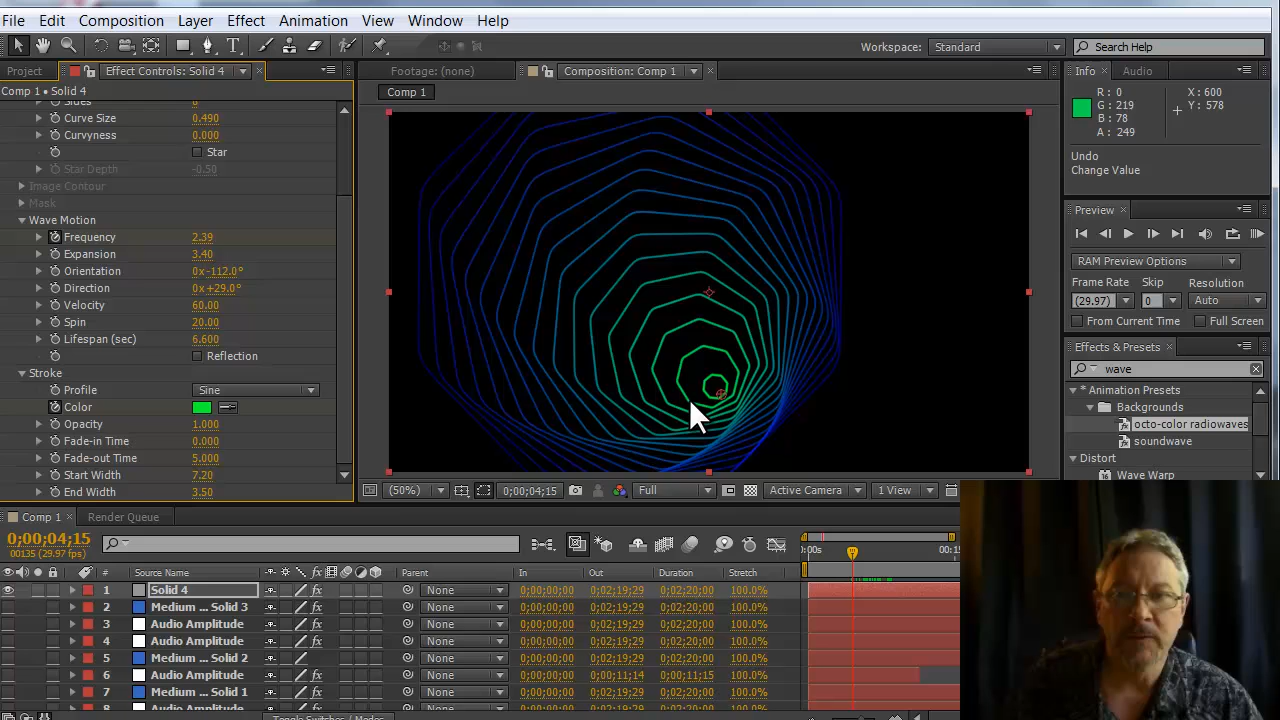 File Edit Composition Layer Effect Animation View Window Help
Workspace: Standard Search Help
Project Effect Controls: Solid 4 Footage: (none) Composition: Comp 1 Info Audio
Comp 1 • Solid 4
Comp 1
R: 0 X: 600
G: 219 Y: 578
B: 78
A: 249
Undo
Change Value
Sides 8
Curve Size 0.490
Curvyness 0.000
Star
Star Depth -0.50
Image Contour
Mask
Wave Motion
Frequency 2.39
Expansion 3.40
Orientation 0x -112.0°
Direction 0x +29.0°
Velocity 60.00
Spin 20.00
Lifespan (sec) 6.600
Reflection
Stroke
Profile Sine
Color
Opacity 1.000
Fade-in Time 0.000
Fade-out Time 5.000
Start Width 7.20
End Width 3.50
Preview
RAM Preview Options
Frame Rate Skip Resolution
(29.97) 0 Auto
From Current Time Full Screen
Effects & Presets
wave
* Animation Presets
Backgrounds
octo-color radiowaves
soundwave
Distort
Wave Warp
(50%) 0;00;04;15 Full Active Camera 1 View
Comp 1 Render Queue
0;00;04;15
00135 (29.97 fps)
0:00s 00:15
# Source Name Parent In Out Duration Stretch
1 Solid 4 None 0;00;00;00 0;02;19;29 0;02;20;00 100.0%
2 Medium ... Solid 3 None 0;00;00;00 0;02;19;29 0;02;20;00 100.0%
3 Audio Amplitude None 0;00;00;00 0;02;19;29 0;02;20;00 100.0%
4 Audio Amplitude None 0;00;00;00 0;02;19;29 0;02;20;00 100.0%
5 Medium ... Solid 2 None 0;00;00;00 0;02;19;29 0;02;20;00 100.0%
6 Audio Amplitude None 0;00;00;00 0;00;11;14 0;00;11;15 100.0%
7 Medium ... Solid 1 None 0;00;00;00 0;02;19;29 0;02;20;00 100.0%
8 Audio Amplitude
Toggle Switches / Modes